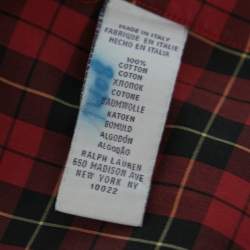 MADE IN ITALY
FABRIQUE EN ITALIE
HECHO EN ITALIA
100%
COTTON
COTON
ХЛОПОК
COTONE
BAUMWOLLE
KATOEN
BOMULD
ALGODÓN
ALGODÃO
RALPH LAUREN
650 MADISON AVE
NEW YORK NY
10022